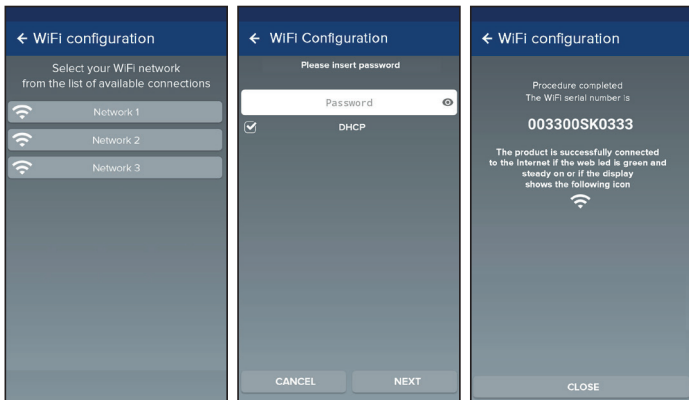 WiFi configuration
Select your WiFi network
from the list of available connections
Network 1
Network 2
Network 3
WiFi Configuration
Please insert password
Password
DHCP
CANCEL
NEXT
WiFi configuration
Procedure completed
The WiFi serial number is
003300SK0333
The product is successfully connected
to the Internet if the web led is green and
steady on or if the display
shows the following icon
CLOSE